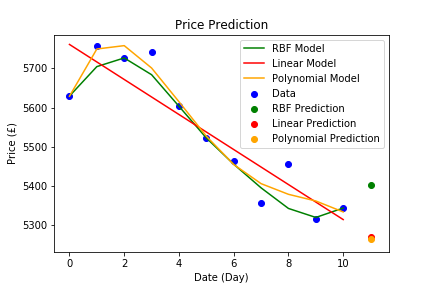 Price Prediction
RBF Model
Linear Model
Polynomial Model
Data
RBF Prediction
Linear Prediction
Polynomial Prediction
5700
5600
5500
5400
5300
Price (£)
0 2 4 6 8 10
Date (Day)